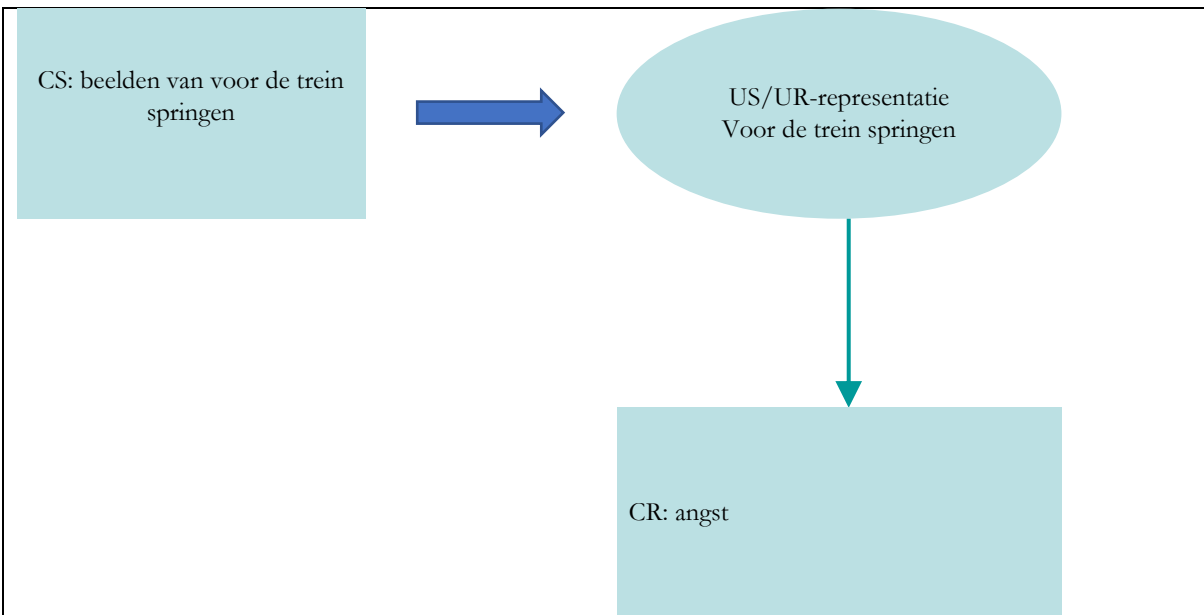 CS: beelden van voor de trein
springen
US/UR-representatie
Voor de trein springen
CR: angst